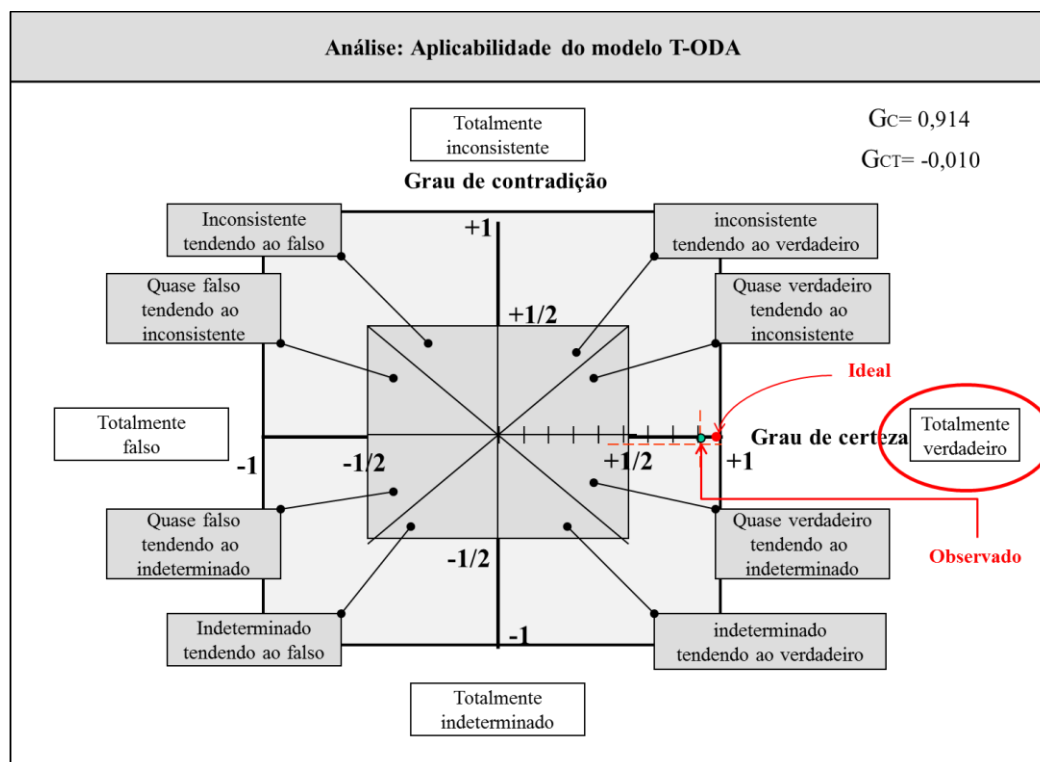 Análise: Aplicabilidade do modelo T-ODA
Totalmente
inconsistente
GC= 0,914
GCT= -0,010
Grau de contradição
Inconsistente
tendendo ao falso
+1
inconsistente
tendendo ao verdadeiro
Quase falso
tendendo ao
inconsistente
+1/2
Quase verdadeiro
tendendo ao
inconsistente
Ideal
Totalmente
falso
-1
-1/2
+1/2
+1
Grau de certeza
Totalmente
verdadeiro
Quase falso
tendendo ao
indeterminado
-1/2
Quase verdadeiro
tendendo ao
indeterminado
Observado
Indeterminado
tendendo ao falso
-1
indeterminado
tendendo ao verdadeiro
Totalmente
indeterminado